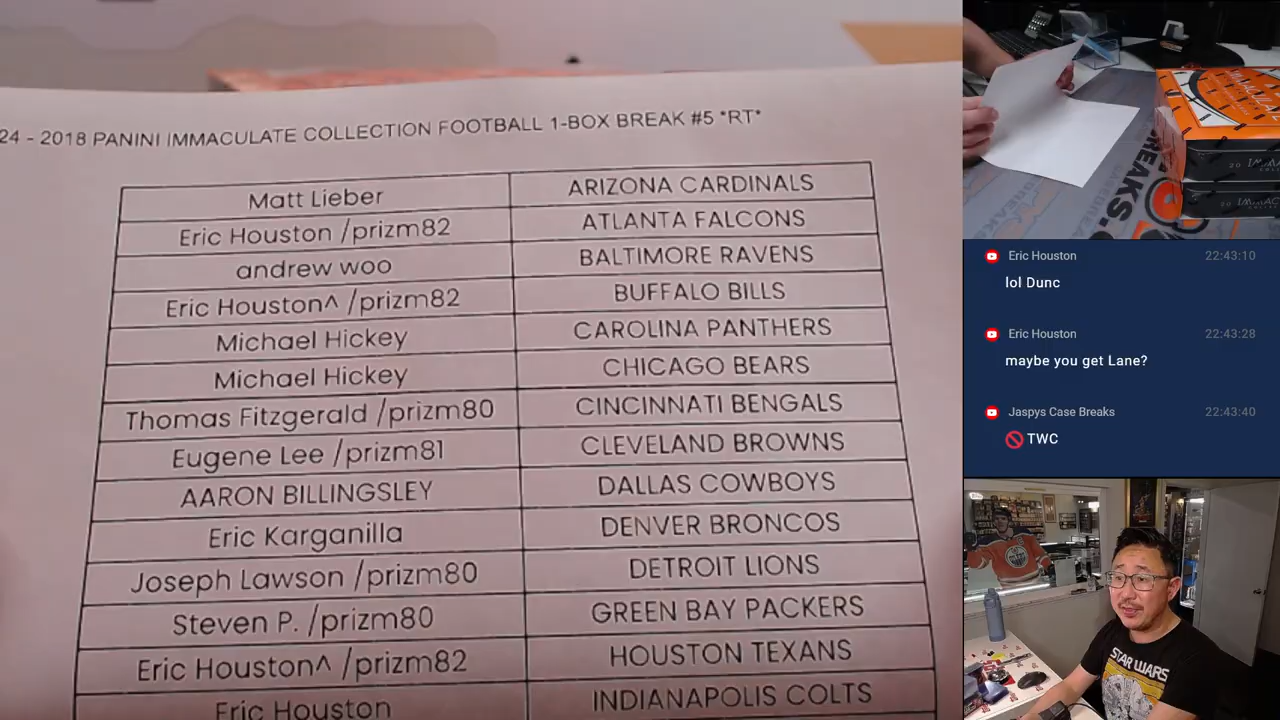 24 - 2018 PANINI IMMACULATE COLLECTION FOOTBALL 1-BOX BREAK #5 *RT*
Matt Lieber ARIZONA CARDINALS
Eric Houston /prizm82 ATLANTA FALCONS
andrew woo BALTIMORE RAVENS
Eric Houston^ /prizm82 BUFFALO BILLS
Michael Hickey CAROLINA PANTHERS
Michael Hickey CHICAGO BEARS
Thomas Fitzgerald /prizm80 CINCINNATI BENGALS
Eugene Lee /prizm81 CLEVELAND BROWNS
AARON BILLINGSLEY DALLAS COWBOYS
Eric Karganilla DENVER BRONCOS
Joseph Lawson /prizm80 DETROIT LIONS
Steven P. /prizm80 GREEN BAY PACKERS
Eric Houston^ /prizm82 HOUSTON TEXANS
Eric Houston INDIANAPOLIS COLTS
BREAKS
Eric Houston 22:43:10
lol Dunc
Eric Houston 22:43:28
maybe you get Lane?
Jaspys Case Breaks 22:43:40
TWC
STAR WARS